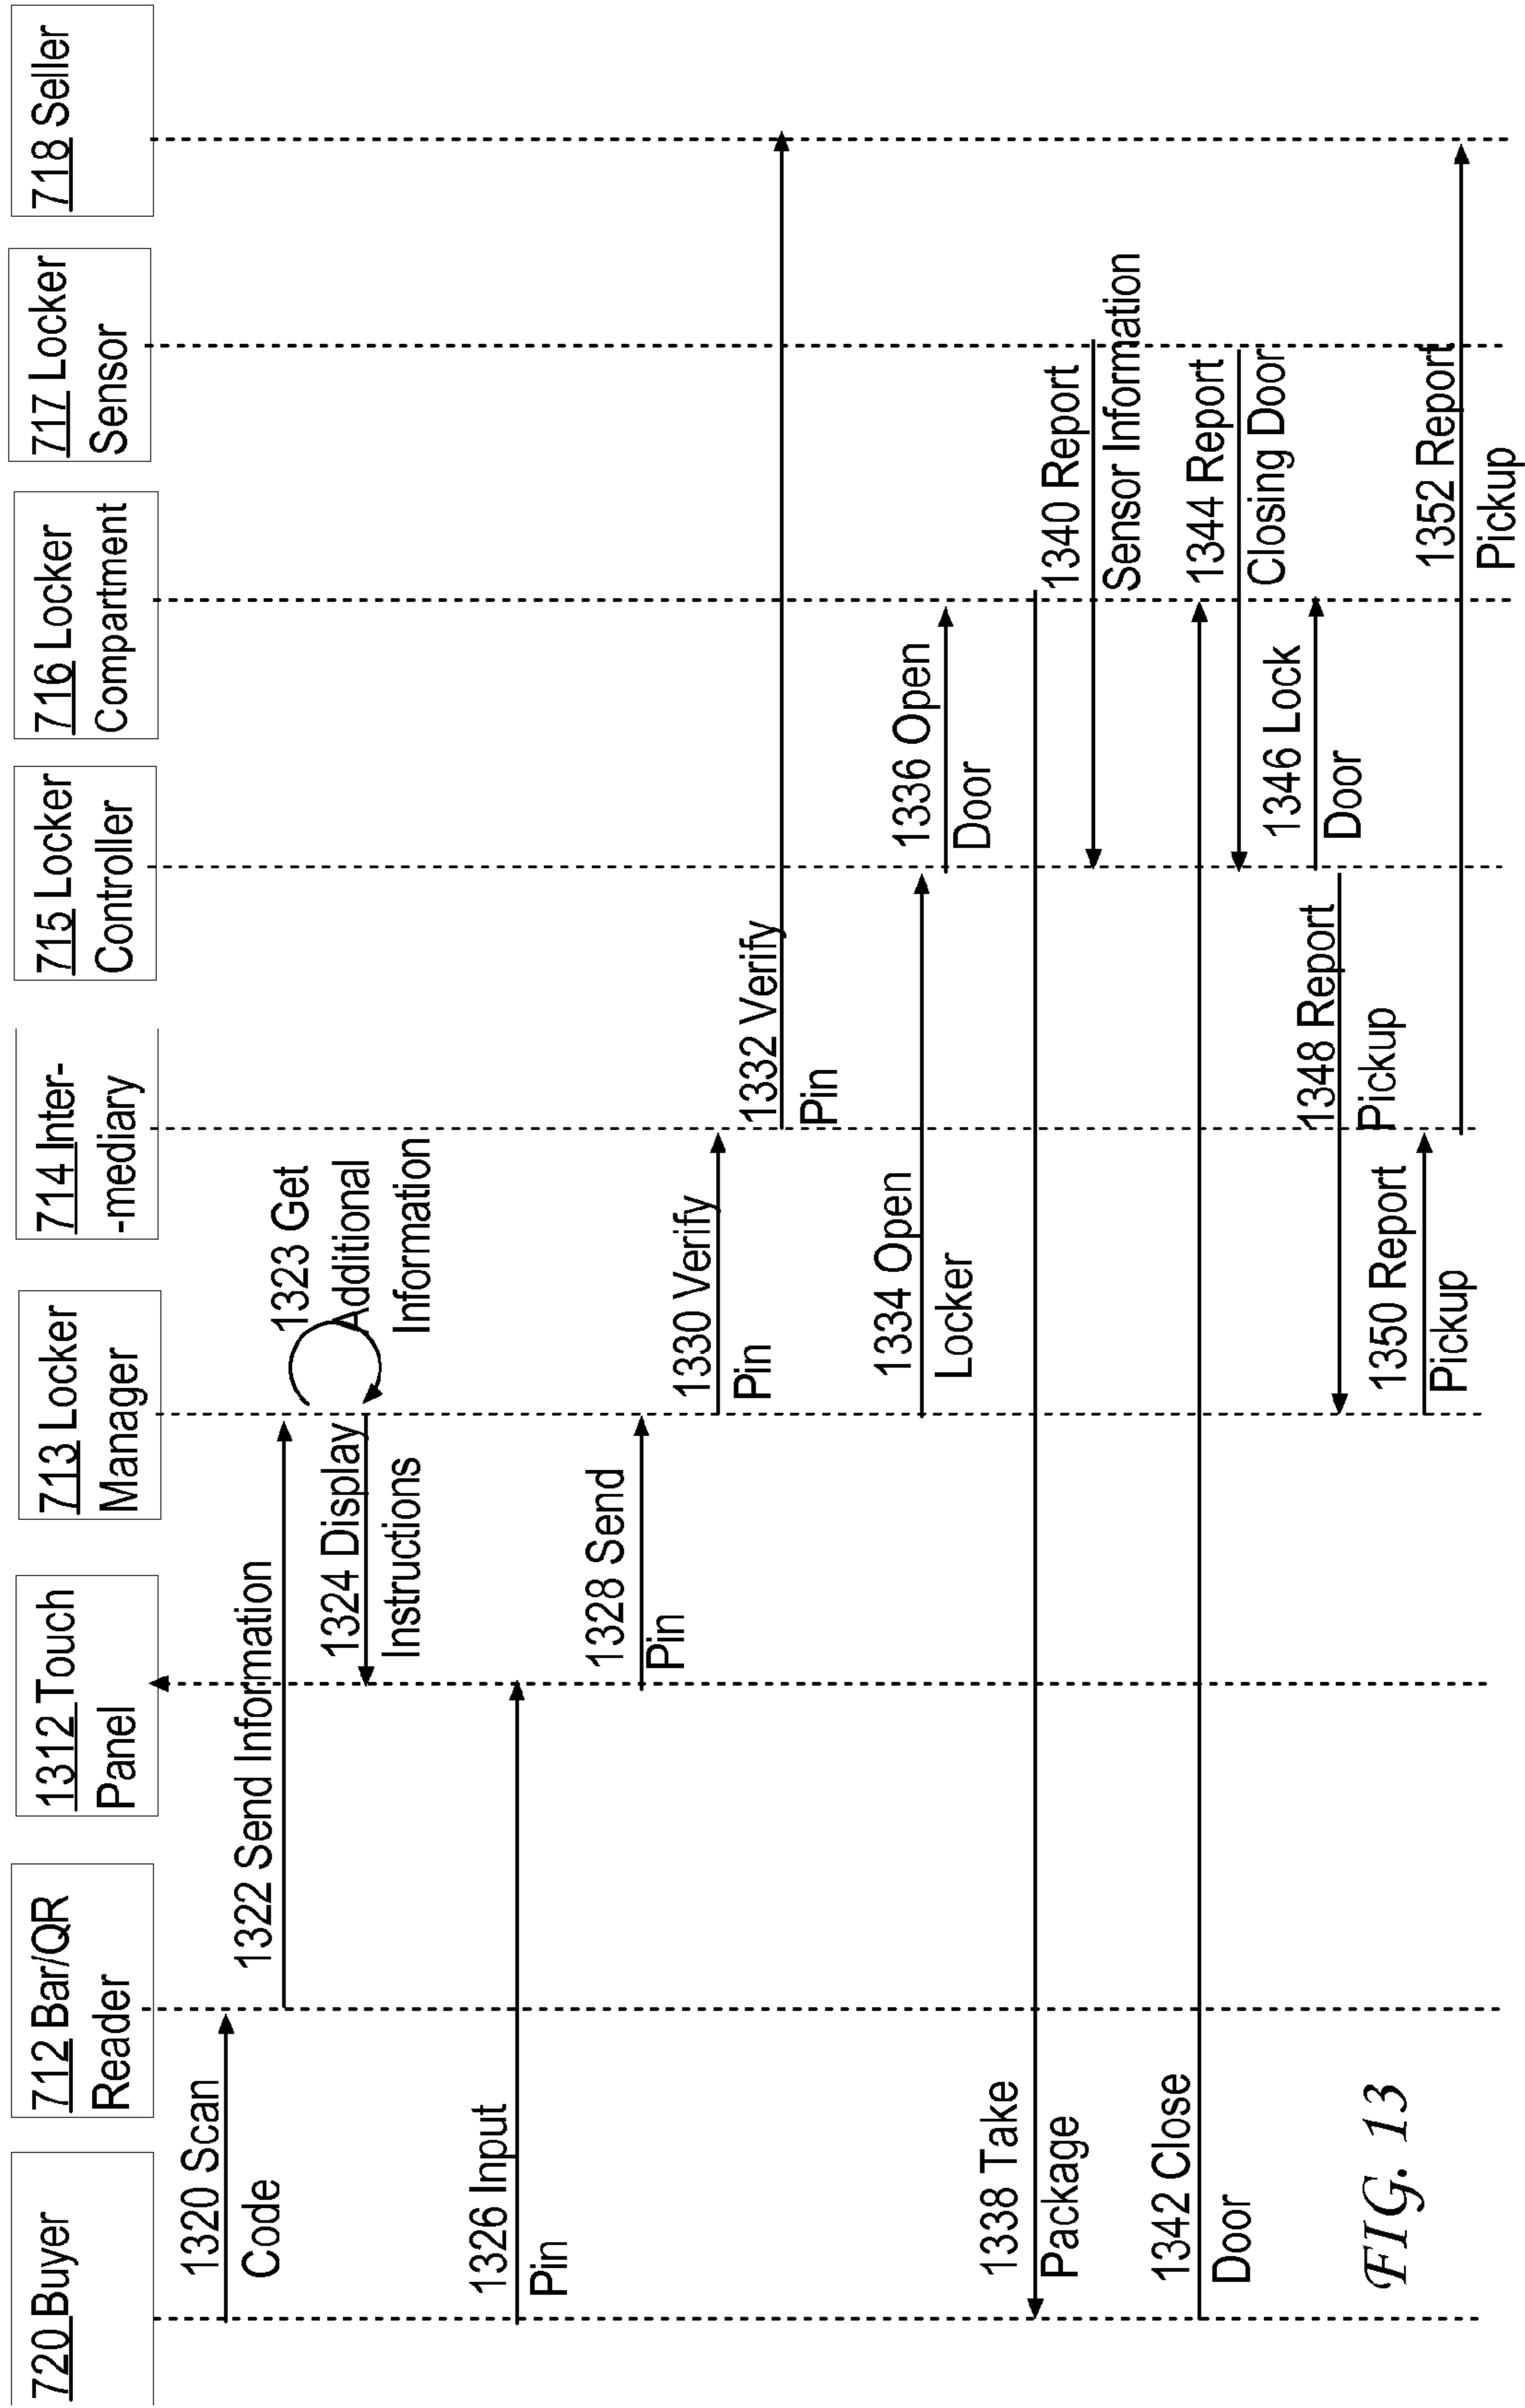 720 Buyer
712 Bar/QR
Reader
1312 Touch
Panel
713 Locker
Manager
714 Inter-
-mediary
715 Locker
Controller
716 Locker
Compartment
717 Locker
Sensor
718 Seller
1320 Scan
Code
1322 Send Information
1323 Get
Additional
Information
1324 Display
Instructions
1326 Input
Pin
1328 Send
Pin
1330 Verify
Pin
1332 Verify
Pin
1334 Open
Locker
1336 Open
Door
1338 Take
Package
1340 Report
Sensor Information
1342 Close
Door
1344 Report
Closing Door
1346 Lock
Door
1348 Report
Pickup
1350 Report
Pickup
1352 Report
Pickup
FIG. 13